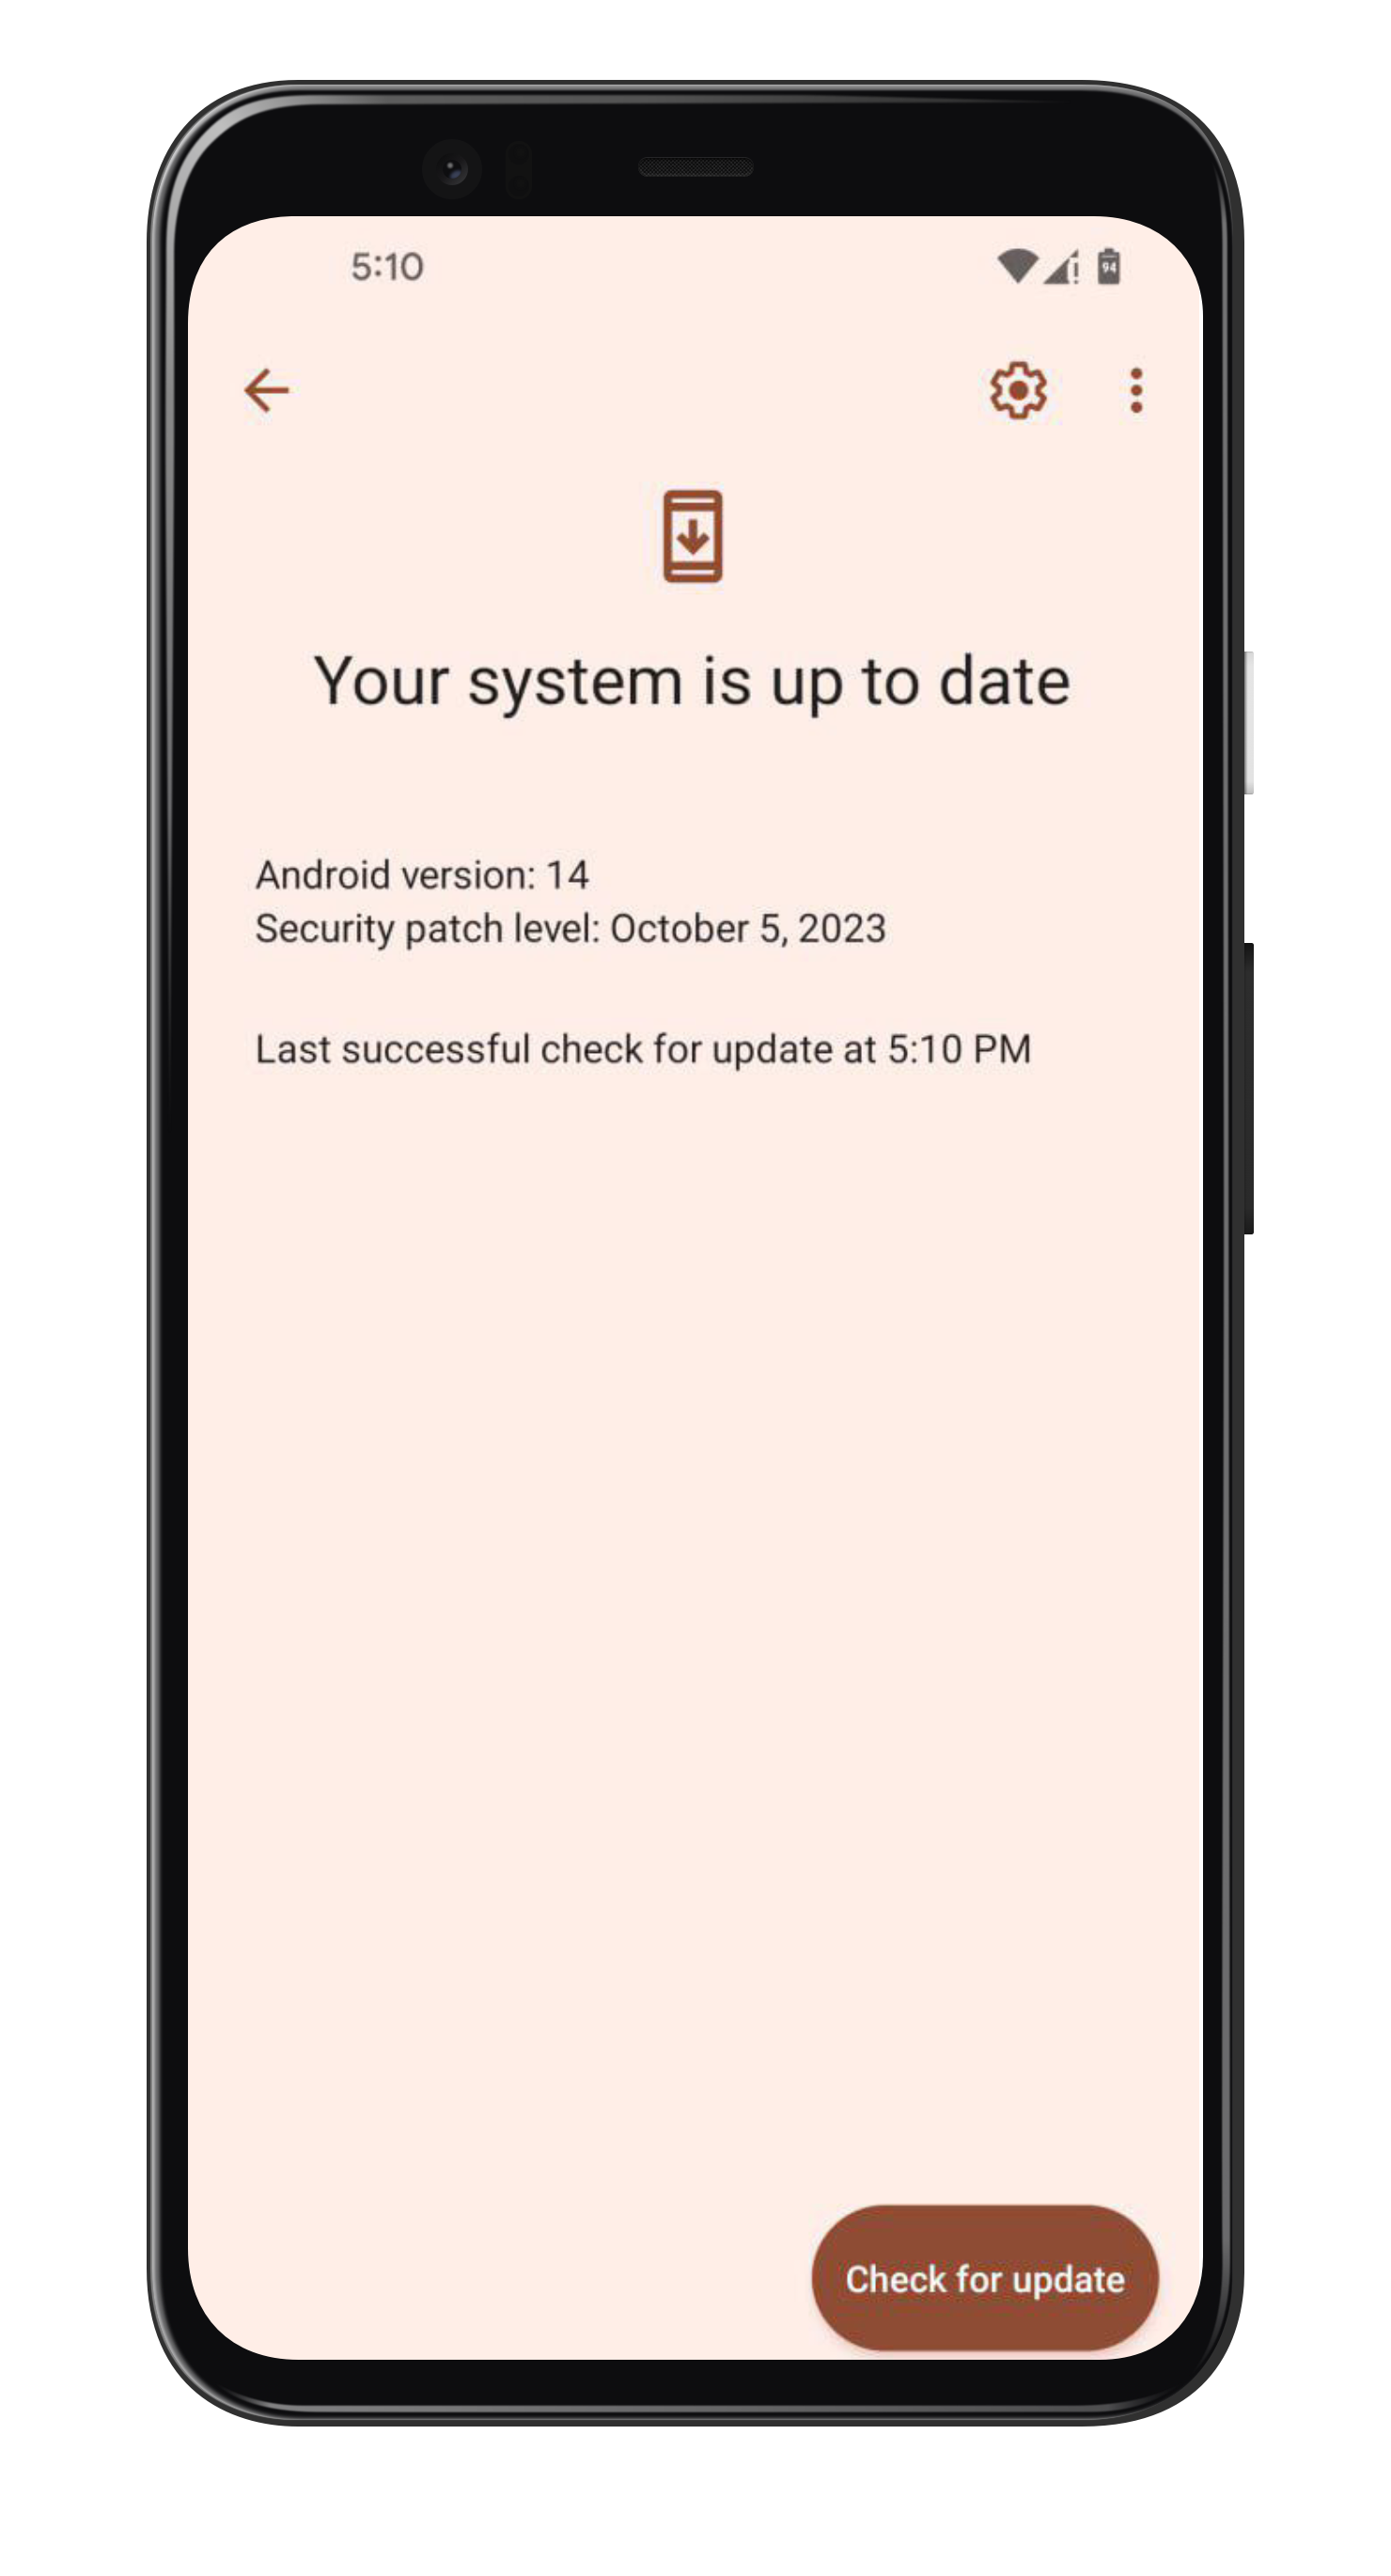 5:10
94
Your system is up to date
Android version: 14
Security patch level: October 5, 2023
Last successful check for update at 5:10 PM
Check for update